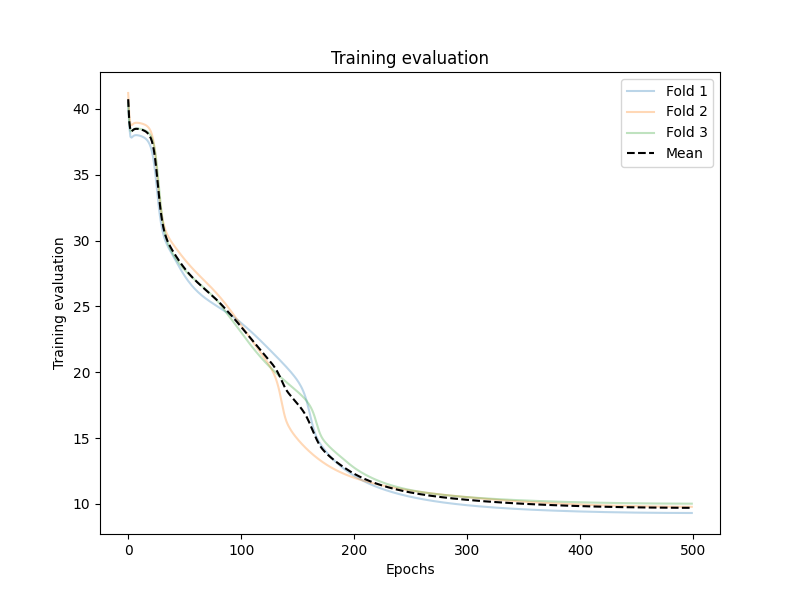 Training evaluation
Fold 1
Fold 2
Fold 3
Mean
Training evaluation
40
35
30
25
20
15
10
0 100 200 300 400 500
Epochs